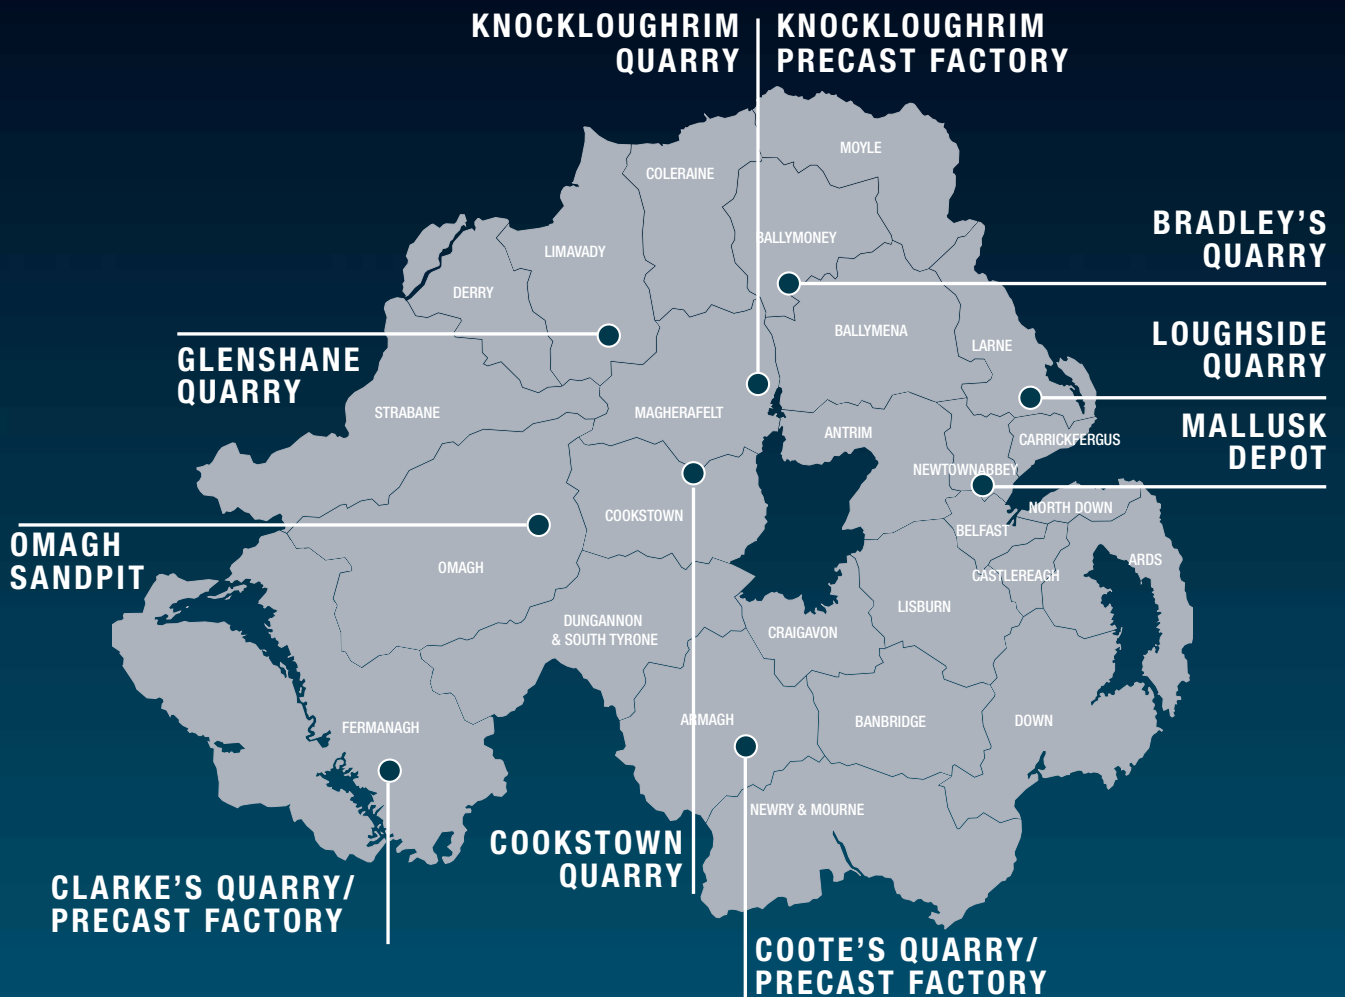 KNOCKLOUGHRIM
QUARRY
KNOCKLOUGHRIM
PRECAST FACTORY
MOYLE
COLERAINE
BRADLEY'S
QUARRY
BALLYMONEY
LIMAVADY
DERRY
LOUGHSIDE
QUARRY
BALLYMENA
LARNE
GLENSHANE
QUARRY
STRABANE
MAGHERAFELT
ANTRIM
CARRICKFERGUS
MALLUSK
DEPOT
NEWTOWNABBEY
NORTH DOWN
COOKSTOWN
BELFAST
OMAGH
SANDPIT
OMAGH
ARDS
CASTLEREAGH
LISBURN
DUNGANNON
& SOUTH TYRONE
CRAIGAVON
FERMANAGH
ARMAGH
BANBRIDGE
DOWN
NEWRY & MOURNE
COOKSTOWN
QUARRY
CLARKE'S QUARRY/
PRECAST FACTORY
COOTE'S QUARRY/
PRECAST FACTORY